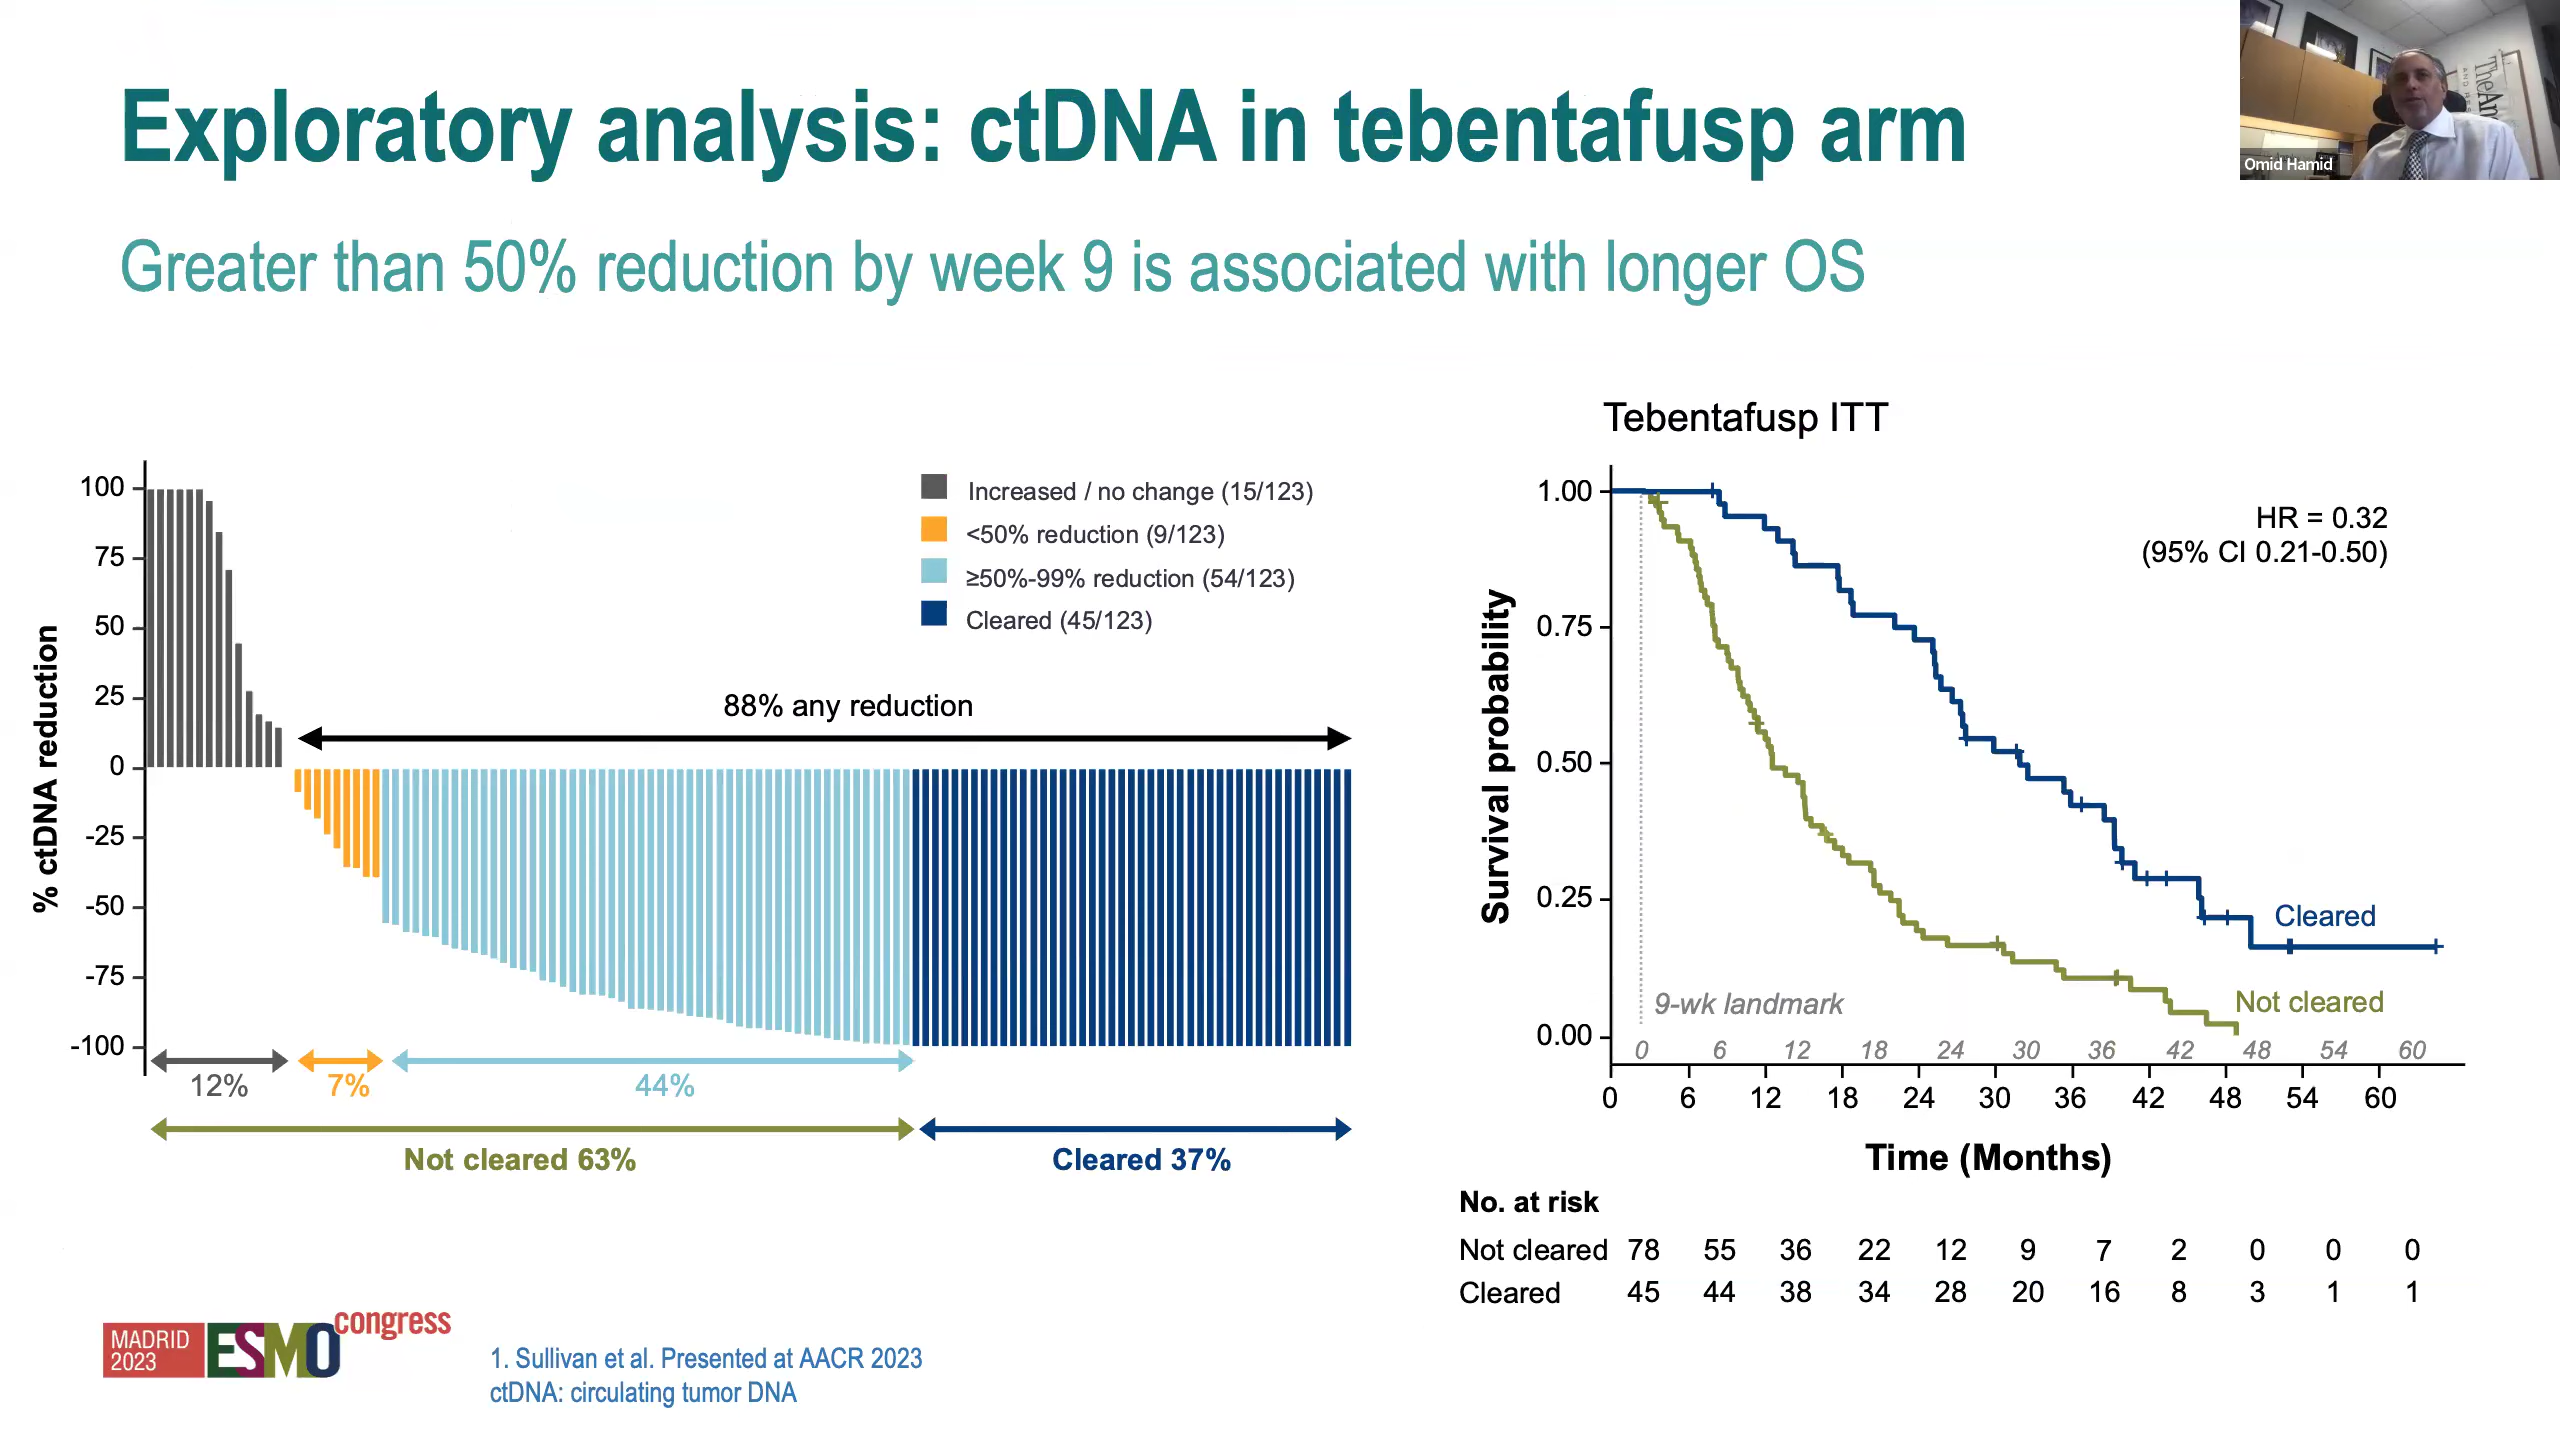 Exploratory analysis: ctDNA in tebentafusp arm
Omid Hamid
Greater than 50% reduction by week 9 is associated with longer OS
% ctDNA reduction
100
75
50
25
0
-25
-50
-75
-100
Increased / no change (15/123)
<50% reduction (9/123)
≥50%-99% reduction (54/123)
Cleared (45/123)
88% any reduction
12%
7%
44%
Not cleared 63%
Cleared 37%
Tebentafusp ITT
HR = 0.32
(95% CI 0.21-0.50)
Survival probability
1.00
0.75
0.50
0.25
0.00
Cleared
Not cleared
9-wk landmark
0 6 12 18 24 30 36 42 48 54 60
0 6 12 18 24 30 36 42 48 54 60
Time (Months)
No. at risk
Not cleared 78 55 36 22 12 9 7 2 0 0 0
Cleared 45 44 38 34 28 20 16 8 3 1 1
MADRID
2023
ESMO
congress
1. Sullivan et al. Presented at AACR 2023
ctDNA: circulating tumor DNA